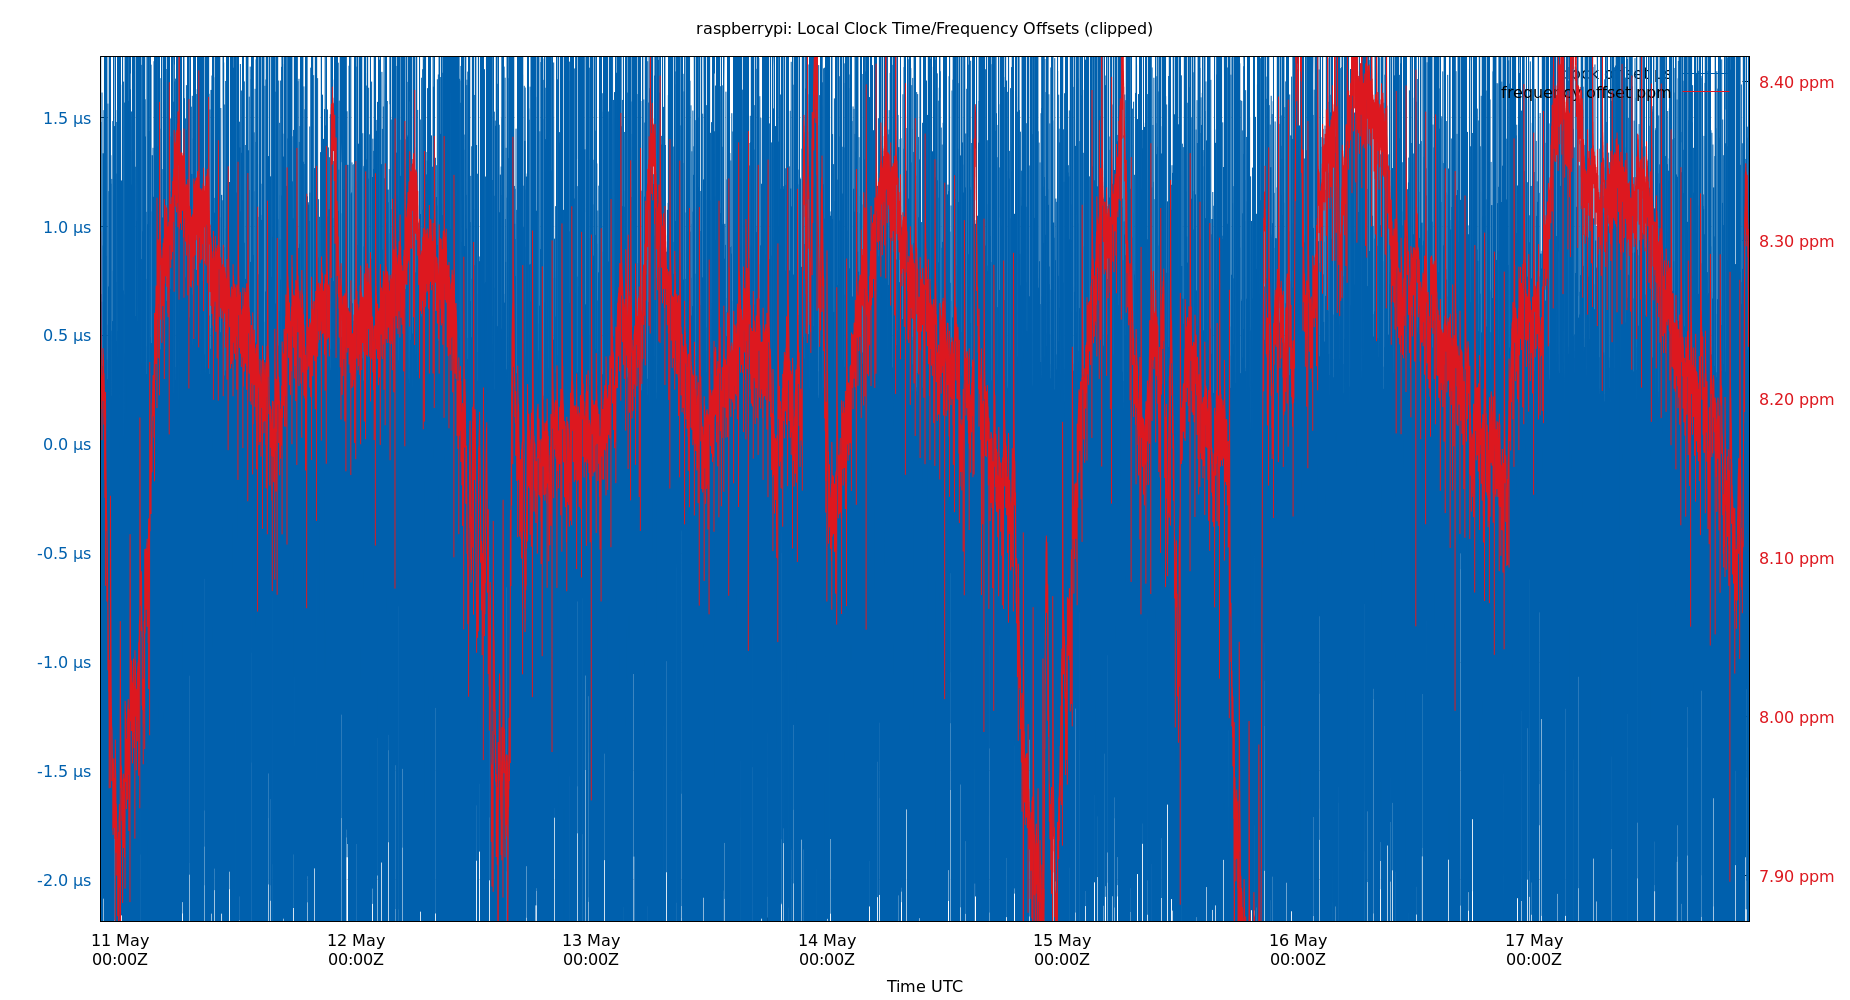 raspberrypi: Local Clock Time/Frequency Offsets (clipped)
clock offset µs
frequency offset ppm
1.5 µs
1.0 µs
0.5 µs
0.0 µs
-0.5 µs
-1.0 µs
-1.5 µs
-2.0 µs
8.40 ppm
8.30 ppm
8.20 ppm
8.10 ppm
8.00 ppm
7.90 ppm
11 May 12 May 13 May 14 May 15 May 16 May 17 May
00:00Z 00:00Z 00:00Z 00:00Z 00:00Z 00:00Z 00:00Z
Time UTC